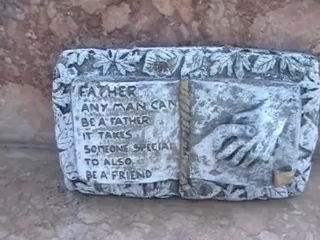 FATHER
ANY MAN CAN
BE A FATHER
IT TAKES
SOMEONE SPECIAL
TO ALSO
BE A FRIEND